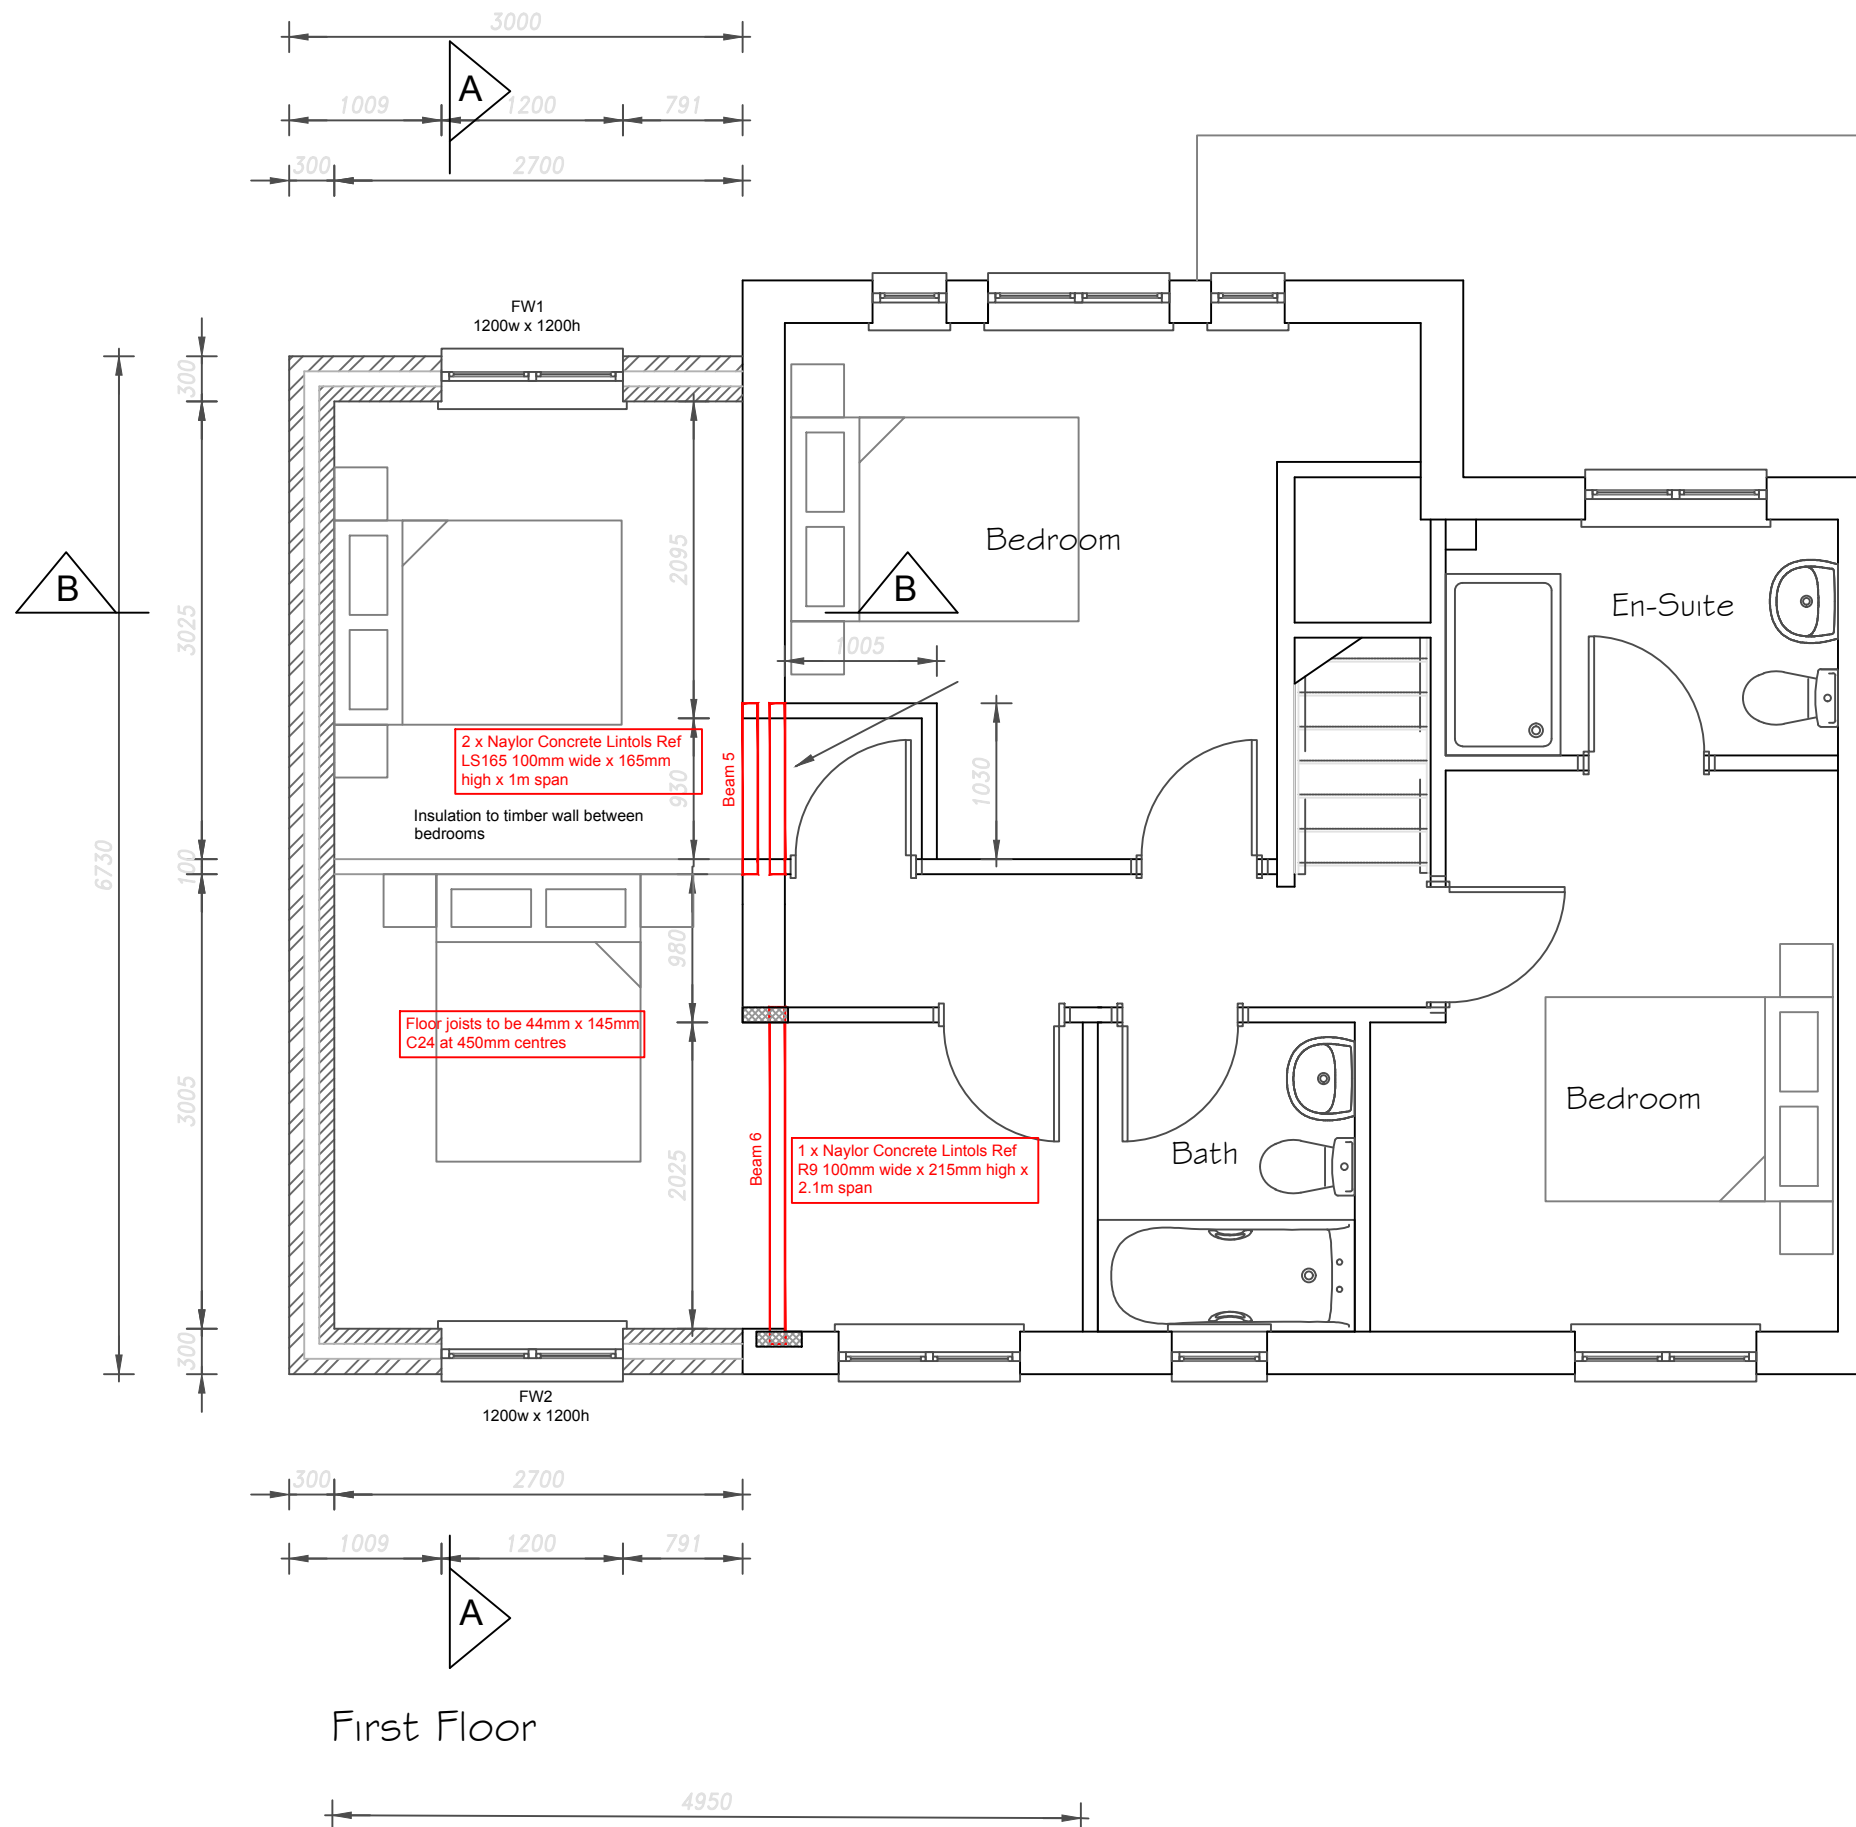 3000
A
1009
1200
791
300
2700
FW1
1200w x 1200h
300
3025
100
3005
300
6730
B
B
Bedroom
En-Suite
1005
2095
930
1030
980
2025
2 x Naylor Concrete Lintols Ref
LS165 100mm wide x 165mm
high x 1m span
Beam 5
Insulation to timber wall between
bedrooms
Floor joists to be 44mm x 145mm
C24 at 450mm centres
Beam 6
1 x Naylor Concrete Lintols Ref
R9 100mm wide x 215mm high x
2.1m span
Bath
Bedroom
FW2
1200w x 1200h
300
2700
1009
1200
791
A
First Floor
4950